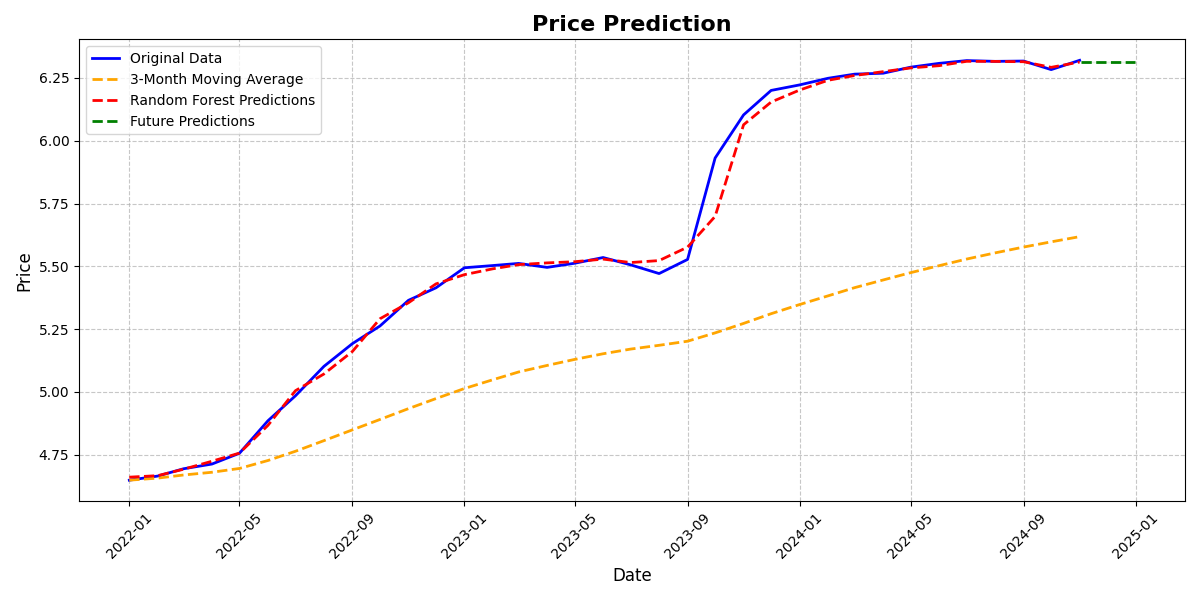 Price Prediction
Original Data
3-Month Moving Average
Random Forest Predictions
Future Predictions
Price
6.25
6.00
5.75
5.50
5.25
5.00
4.75
2022-01
2022-05
2022-09
2023-01
2023-05
2023-09
2024-01
2024-05
2024-09
2025-01
Date